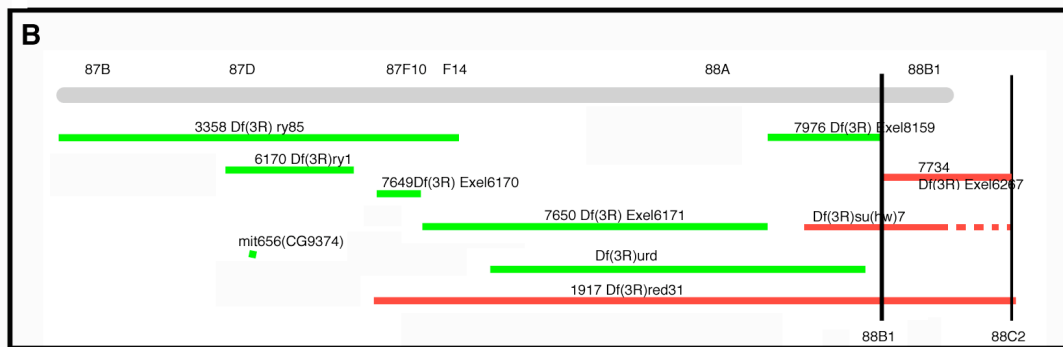 B
87B 87D 87F10 F14 88A 88B1
3358 Df(3R) ry85
7976 Df(3R) Exel8159
6170 Df(3R)ry1
7734
Df(3R) Exel6267
7649Df(3R) Exel6170
7650 Df(3R) Exel6171
Df(3R)su(hw)7
mit656(CG9374)
Df(3R)urd
1917 Df(3R)red31
88B1 88C2